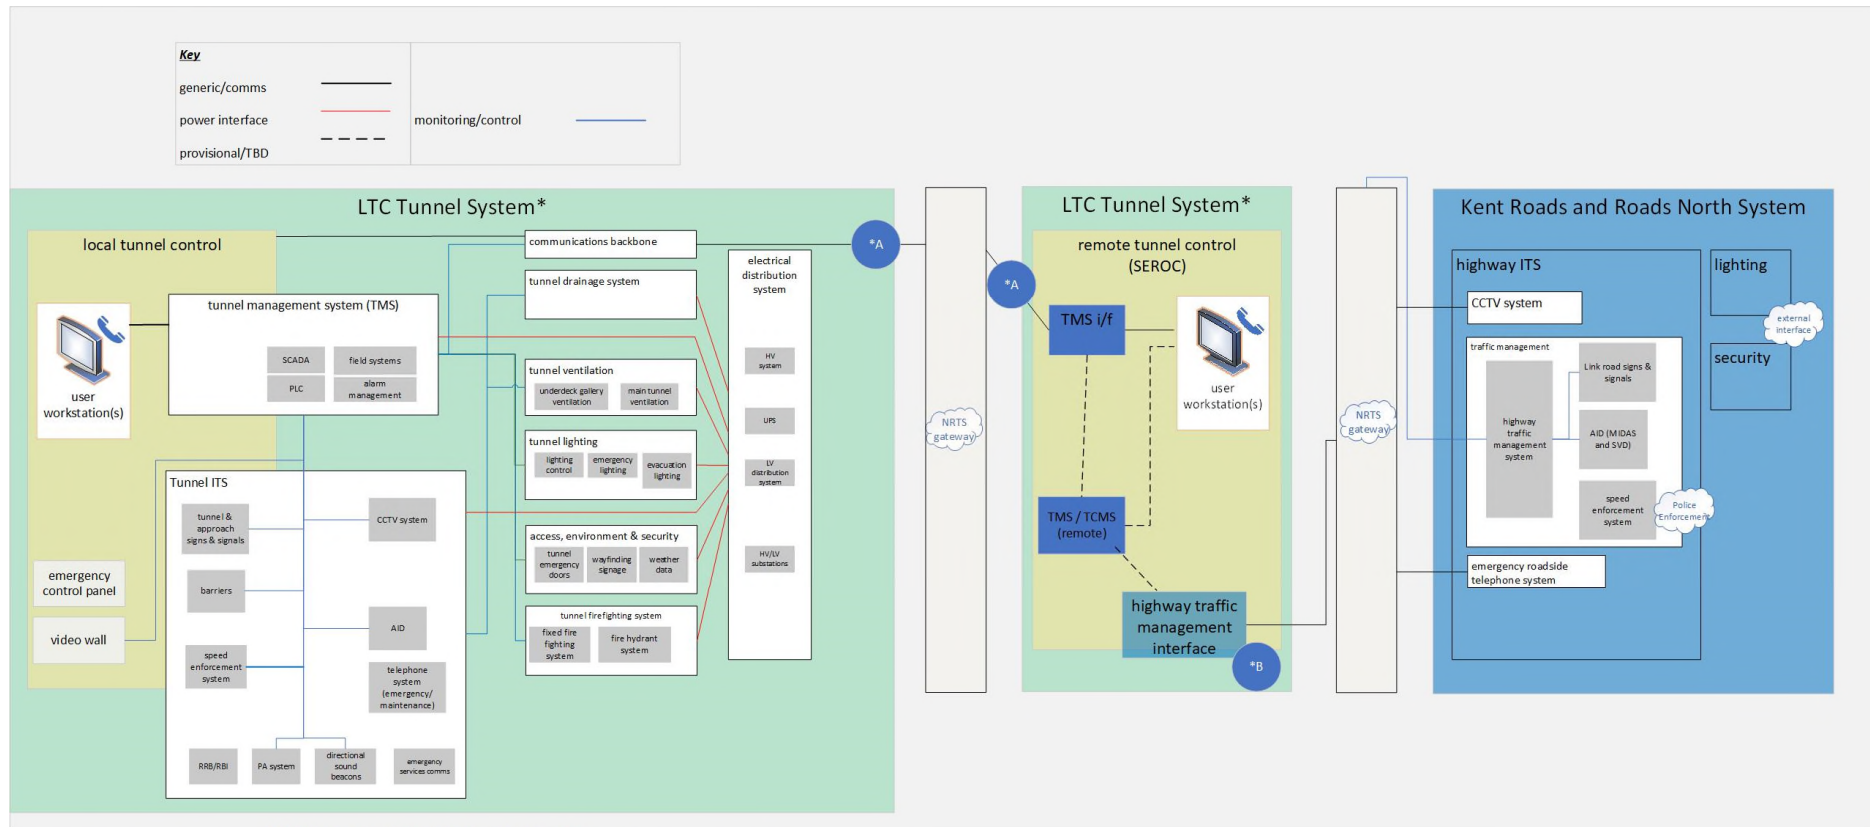 Key
generic/comms
power interface
provisional/TBD
monitoring/control
LTC Tunnel System*
local tunnel control
user
workstation(s)
emergency
control panel
video wall
tunnel management system (TMS)
SCADA
field systems
PLC
alarm
management
Tunnel ITS
tunnel &
approach
signs & signals
CCTV system
barriers
AID
speed
enforcement
system
telephone
system
(emergency/
maintenance)
RRB/RBI
PA system
directional
sound
beacons
emergency
services comms
communications backbone
tunnel drainage system
tunnel ventilation
underdeck gallery
ventilation
main tunnel
ventilation
tunnel lighting
lighting
control
emergency
lighting
evacuation
lighting
access, environment & security
tunnel
emergency
doors
wayfinding
signage
weather
data
tunnel firefighting system
fixed fire
fighting
system
fire hydrant
system
electrical
distribution
system
HV
system
UPS
LV
distribution
system
HV/LV
substations
*A
NRTS
gateway
*A
LTC Tunnel System*
remote tunnel control
(SEROC)
TMS i/f
user
workstation(s)
TMS / TCMS
(remote)
highway traffic
management
interface
*B
NRTS
gateway
Kent Roads and Roads North System
highway ITS
CCTV system
traffic management
highway
traffic
management
system
Link road signs &
signals
AID (MIDAS
and SVD)
speed
enforcement
system
Police
Enforcement
emergency roadside
telephone system
lighting
external
interface
security